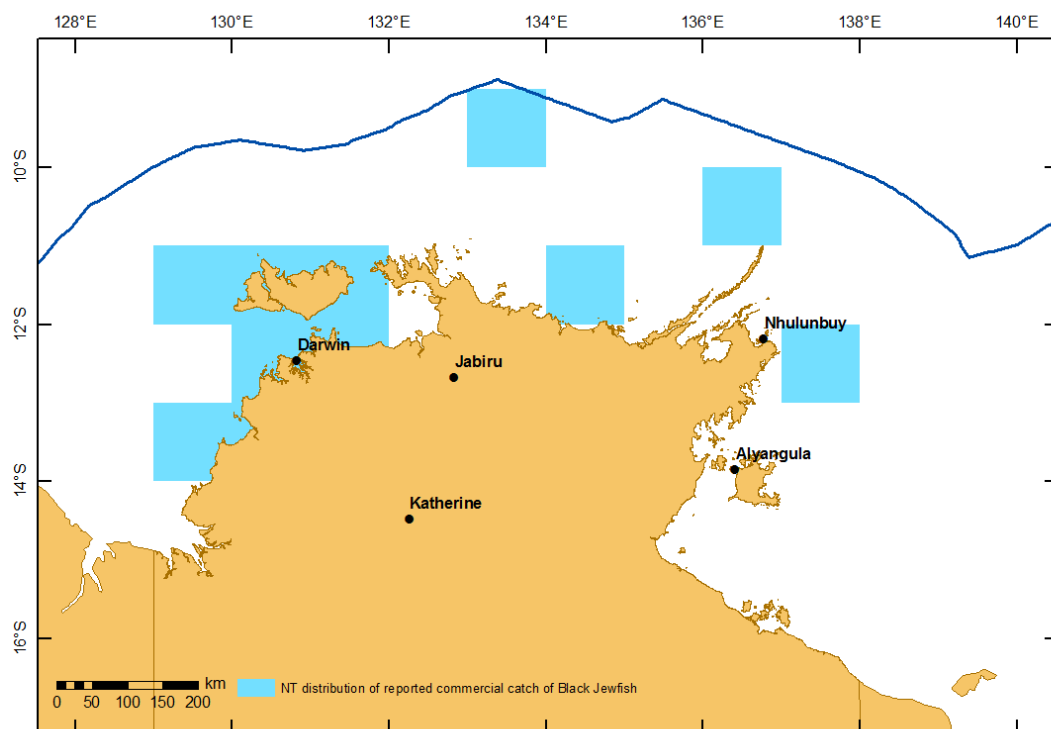 128°E 130°E 132°E 134°E 136°E 138°E 140°E
10°S
12°S
14°S
16°S
Nhulunbuy
Darwin
Jabiru
Alyangula
Katherine
km
0 50 100 150 200
NT distribution of reported commercial catch of Black Jewfish